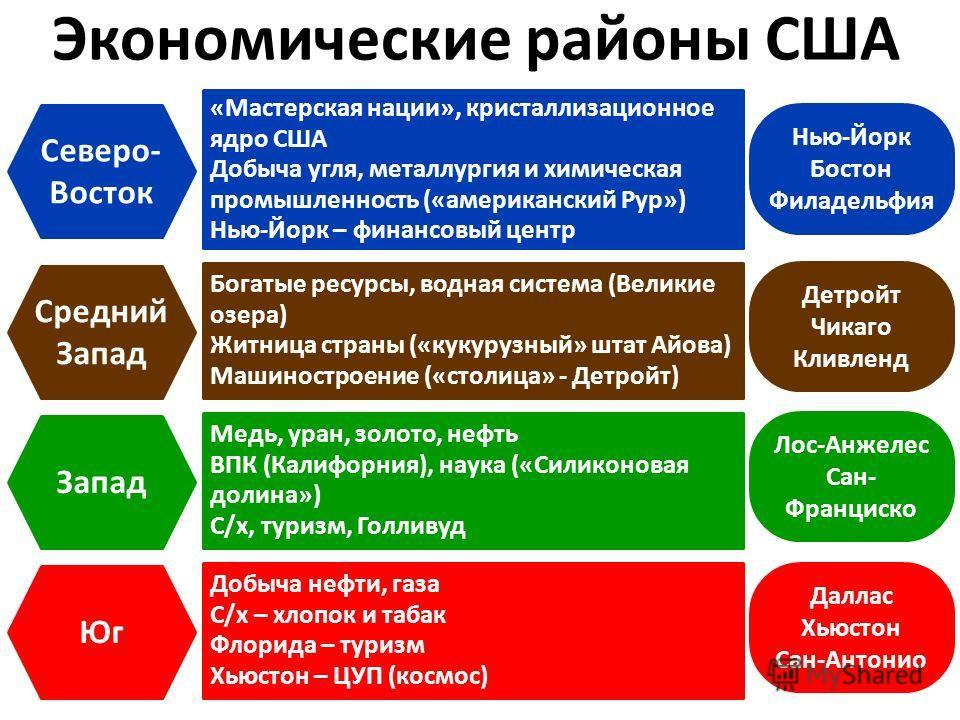 Экономические районы США
Северо-
Восток
«Мастерская нации», кристаллизационное
ядро США
Добыча угля, металлургия и химическая
промышленность («американский Рур»)
Нью-Йорк – финансовый центр
Нью-Йорк
Бостон
Филадельфия
Средний
Запад
Богатые ресурсы, водная система (Великие
озера)
Житница страны («кукурузный» штат Айова)
Машиностроение («столица» - Детройт)
Детройт
Чикаго
Кливленд
Запад
Медь, уран, золото, нефть
ВПК (Калифорния), наука («Силиконовая
долина»)
С/х, туризм, Голливуд
Лос-Анжелес
Сан-
Франциско
Юг
Добыча нефти, газа
С/х – хлопок и табак
Флорида – туризм
Хьюстон – ЦУП (космос)
Даллас
Хьюстон
Сан-Антонио
MyShared